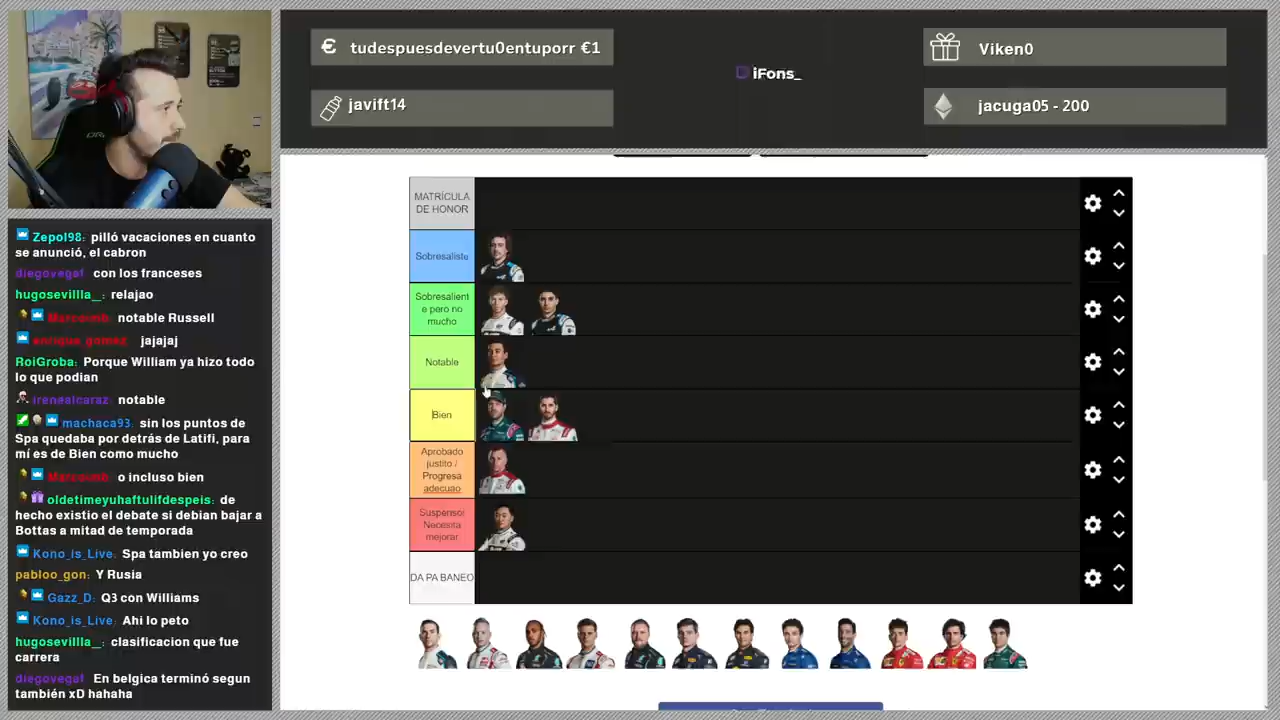 € tudespuesdevertu0entuporr €1
Viken0
iFons_
javift14
jacuga05 - 200
MATRÍCULA
DE HONOR
Sobresaliste
Sobresalient
e pero no
mucho
Notable
Bien
Aprobado
justito /
Progresa
adecuao
Suspenso/
Necesita
mejorar
DA PA BANEO
Zepol98: pilló vacaciones en cuanto
se anunció, el cabron
diegovegaf con los franceses
hugosevillla_: relajao
Marcoimb: notable Russell
enrique_gomez: jajajaj
RoiGroba: Porque William ya hizo todo
lo que podian
irenealcaraz: notable
machaca93: sin los puntos de
Spa quedaba por detrás de Latifi, para
mí es de Bien como mucho
Marcoimb: o incluso bien
oldetimeyuhaftulifdespeis: de
hecho existio el debate si debian bajar a
Bottas a mitad de temporada
Kono_is_Live: Spa tambien yo creo
pabloo_gon: Y Rusia
Gazz_D: Q3 con Williams
Kono_is_Live: Ahi lo peto
hugosevillla_: clasificacion que fue
carrera
diegovegaf: En belgica terminó segun
también xD hahaha